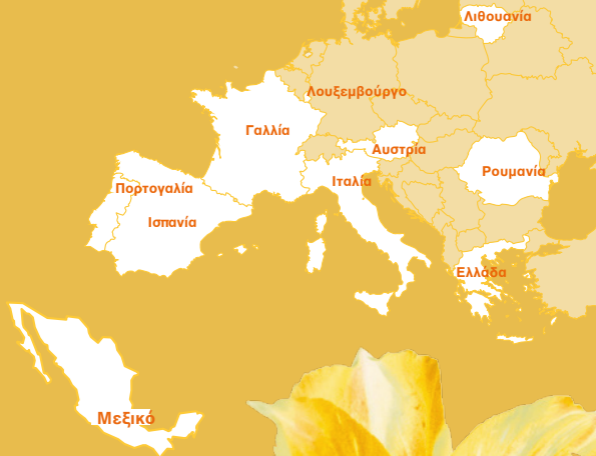 Λιθουανία
Λουξεμβούργο
Γαλλία
Αυστρία
Ιταλία
Ρουμανία
Πορτογαλία
Ισπανία
Ελλάδα
Μεξικό